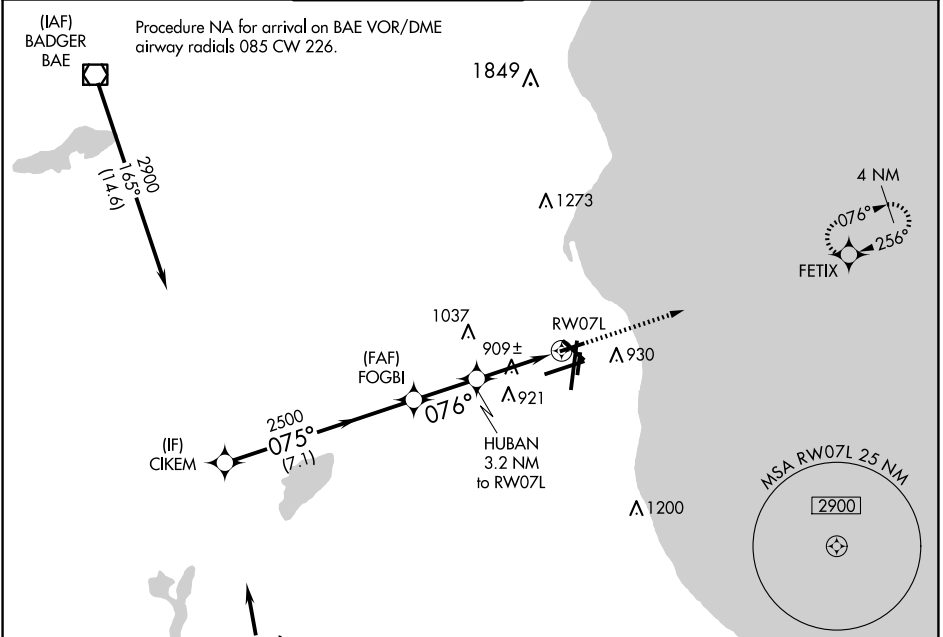 (IAF)
BADGER
BAE
Procedure NA for arrival on BAE VOR/DME
airway radials 085 CW 226.
1849
2900
165°
(14.6)
1273
4 NM
076°
256°
FETIX
1037
RW07L
909±
930
(FAF)
FOGBI
921
076°
2500
075°
(7.1)
(IF)
CIKEM
HUBAN
3.2 NM
to RW07L
MSA RW07L 25 NM
2900
1200